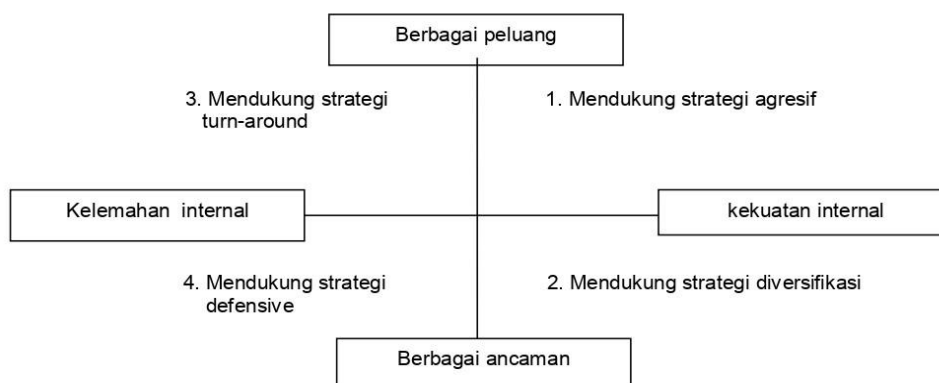 Berbagai peluang
3. Mendukung strategi
turn-around
1. Mendukung strategi agresif
Kelemahan internal
kekuatan internal
4. Mendukung strategi
defensive
2. Mendukung strategi diversifikasi
Berbagai ancaman